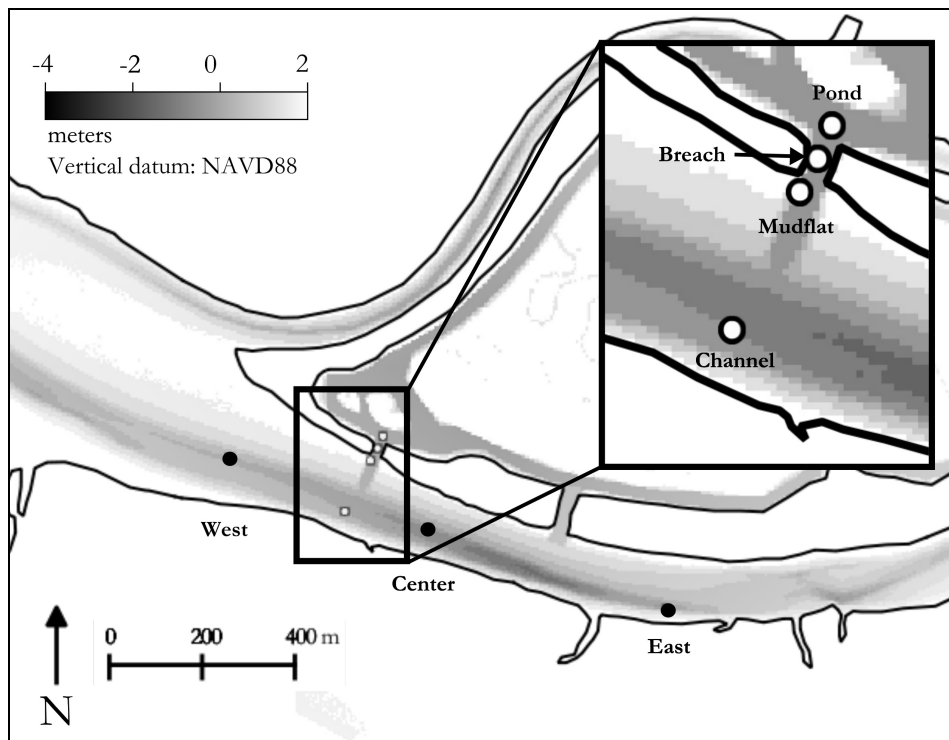 -4 -2 0 2
meters
Vertical datum: NAVD88
Pond
Breach
Mudflat
Channel
West
Center
East
0 200 400 m
N